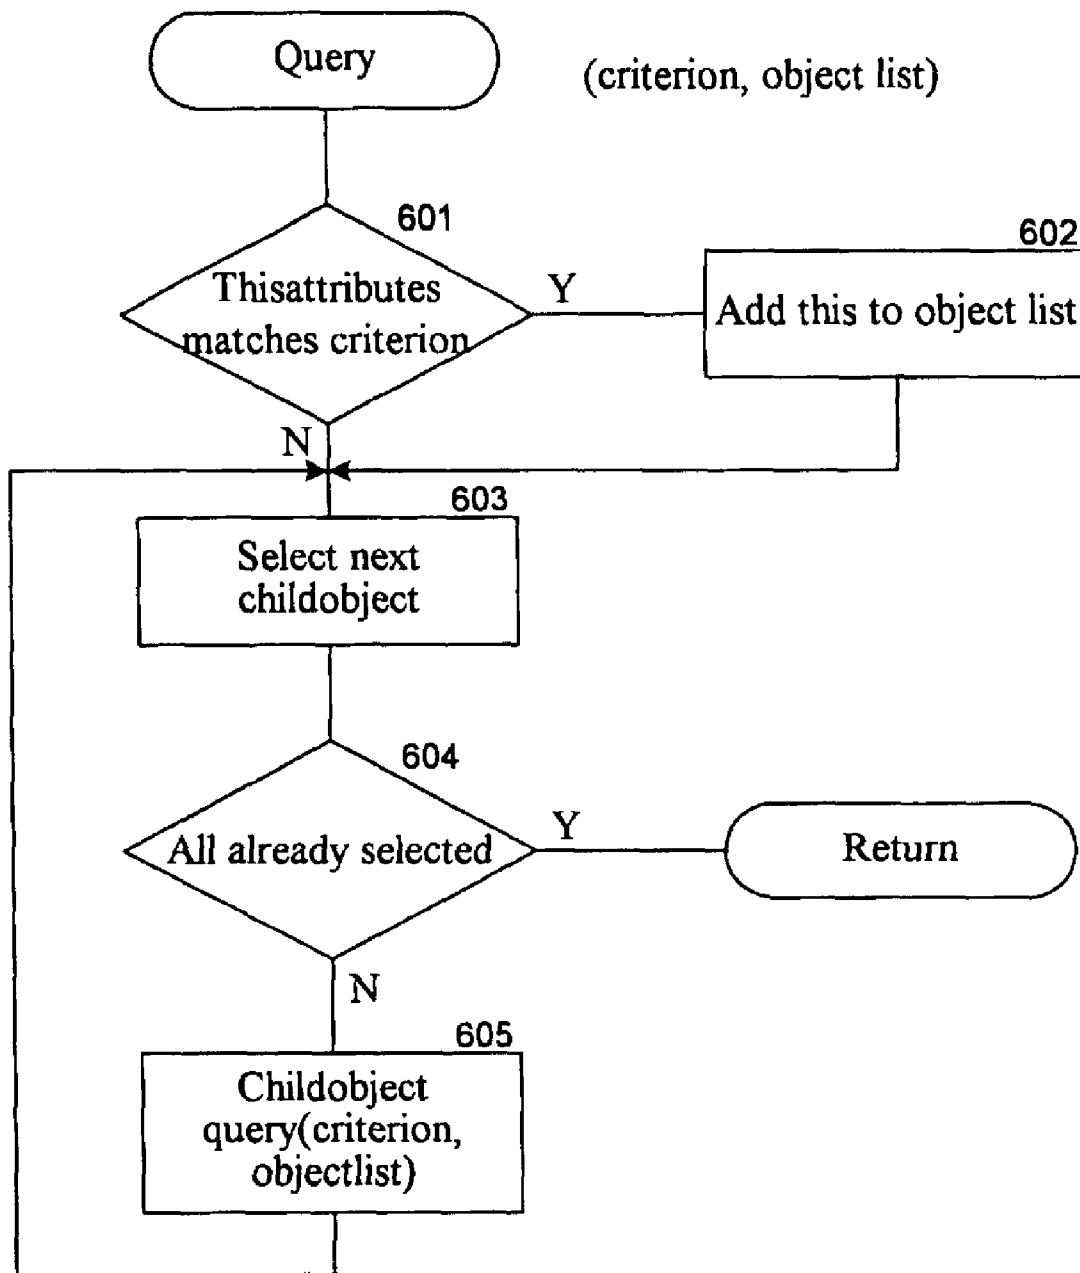 Query
(criterion, object list)
601
Thisattributes
matches criterion
Y
602
Add this to object list
N
603
Select next
childobject
604
All already selected
Y
Return
N
605
Childobject
query(criterion,
objectlist)